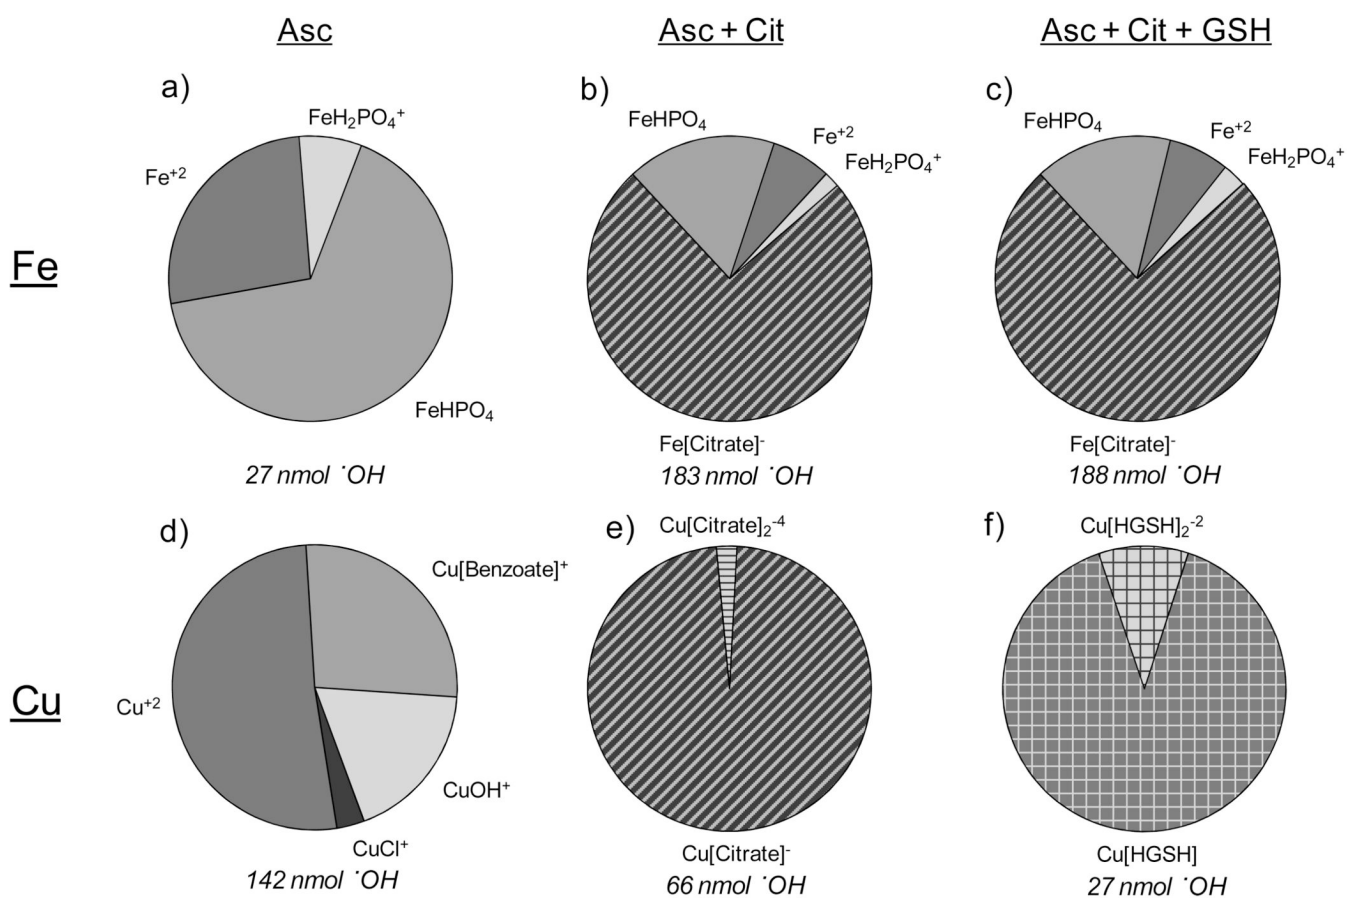 Asc
Asc + Cit
Asc + Cit + GSH
Fe
a)
FeH₂PO₄⁺
Fe⁺²
FeHPO₄
27 nmol ˙OH
b)
FeHPO₄
Fe⁺²
FeH₂PO₄⁺
Fe[Citrate]⁻
183 nmol ˙OH
c)
FeHPO₄
Fe⁺²
FeH₂PO₄⁺
Fe[Citrate]⁻
188 nmol ˙OH
Cu
d)
Cu[Benzoate]⁺
Cu⁺²
CuOH⁺
CuCl⁺
142 nmol ˙OH
e)
Cu[Citrate]₂⁻⁴
Cu[Citrate]⁻
66 nmol ˙OH
f)
Cu[HGSH]₂⁻²
Cu[HGSH]
27 nmol ˙OH